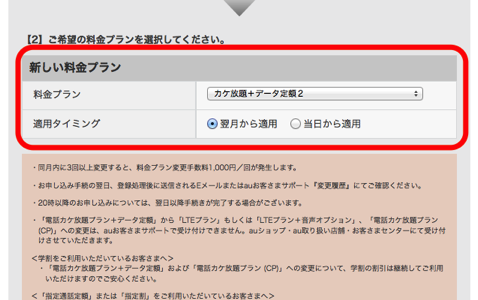 【2】ご希望の料金プランを選択してください。
新しい料金プラン
料金プラン
カケ放題+データ定額2
適用タイミング
翌月から適用
当日から適用
・同月内に3回以上変更すると、料金プラン変更手数料1,000円/回が発生します。
・お申し込み手続の翌日、登録処理後に送信されるEメールまたはauお客さまサポート『変更履歴』にてご確認ください。
・20時以降のお申し込みについては、翌日以降手続きが完了する場合がございます。
・「電話カケ放題プラン+データ定額」から「LTEプラン」もしくは「LTEプラン+音声オプション」、「電話カケ放題プラン
(CP)」への変更は、auお客さまサポートで受け付けできません。auショップ・au取り扱い店舗・お客さまセンターにて受け付
けさせていただきます。
<学割をご利用いただいているお客さまへ>
・「電話カケ放題プラン+データ定額」および「電話カケ放題プラン (CP)」への変更について、学割の割引は継続してご利用
いただけますのでご安心ください。
<「指定通話定額」または「指定割」をご利用いただいているお客さまへ>